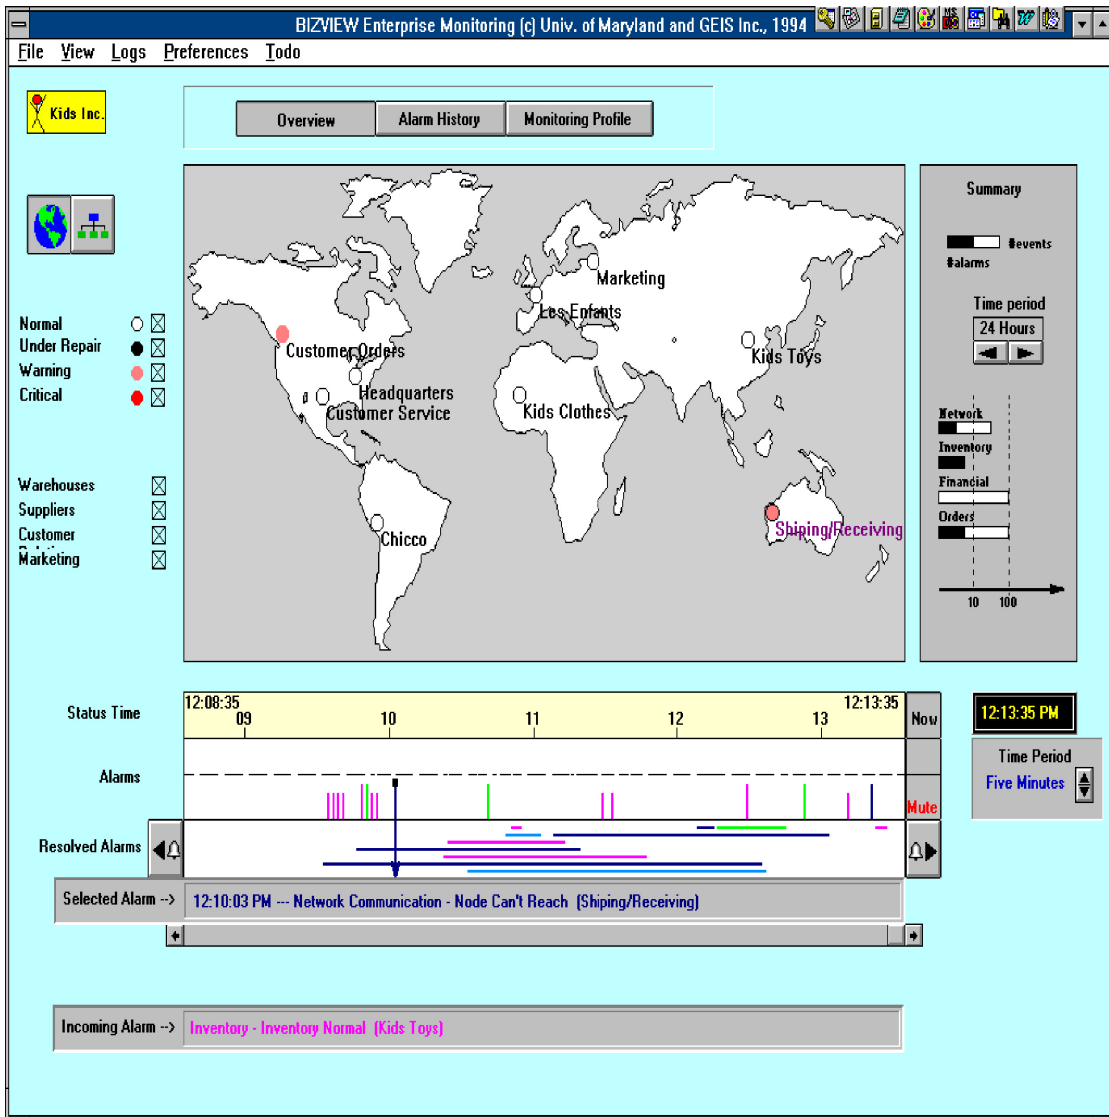 BIZVIEW Enterprise Monitoring (c) Univ. of Maryland and GEIS Inc., 1994
File View Logs Preferences Todo
Kids Inc.
Overview Alarm History Monitoring Profile
Summary
#events
#alarms
Time period
24 Hours
Normal
Under Repair
Warning
Critical
Marketing
Les Enfants
Customer Orders
Kids Toys
Headquarters
Customer Service
Kids Clothes
Chicco
Shiping/Receiving
Network
Inventory
Financial
Orders
10 100
Warehouses
Suppliers
Customer
Marketing
Status Time
12:08:35 12:13:35
09 10 11 12 13
Now
12:13:35 PM
Alarms
Mute
Time Period
Five Minutes
Resolved Alarms
Selected Alarm --> 12:10:03 PM --- Network Communication - Node Can't Reach (Shiping/Receiving)
Incoming Alarm --> Inventory - Inventory Normal (Kids Toys)